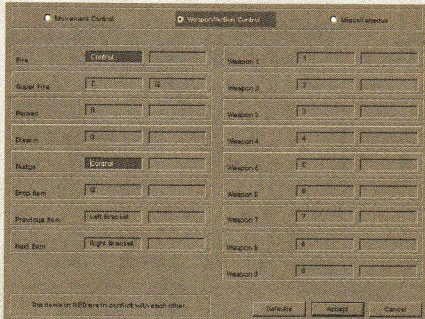 Movement Control Weapon/Action Control Miscellaneous
Fire Control
Weapon 1 1
Super Fire
Weapon 2 2
Reload R
Weapon 3 3
Disarm
Weapon 4 4
Nudge Control
Weapon 5 5
Drop Item
Weapon 6 6
Previous Item Left Bracket
Weapon 7 7
Next Item Right Bracket
Weapon 8 8
Weapon 9 9
The items in RED are in conflict with each other.
Defaults Accept Cancel